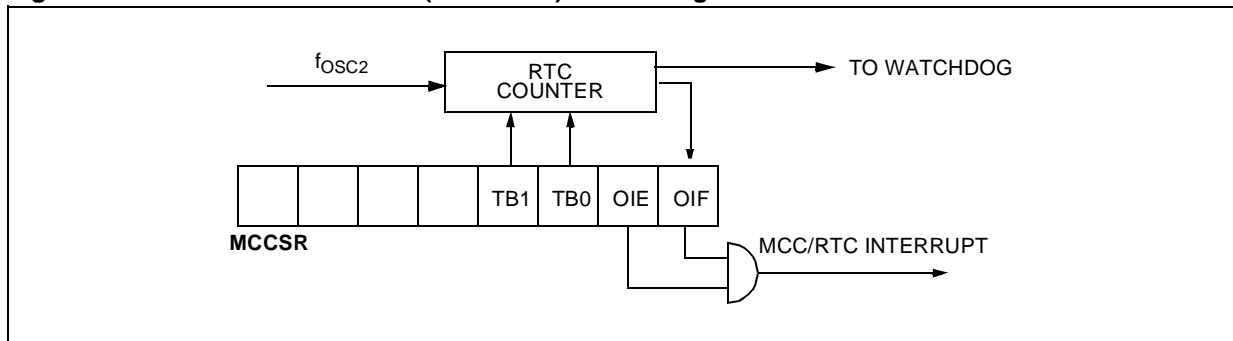 fOSC2
RTC
COUNTER
TO WATCHDOG
TB1 TB0 OIE OIF
MCCSR
MCC/RTC INTERRUPT